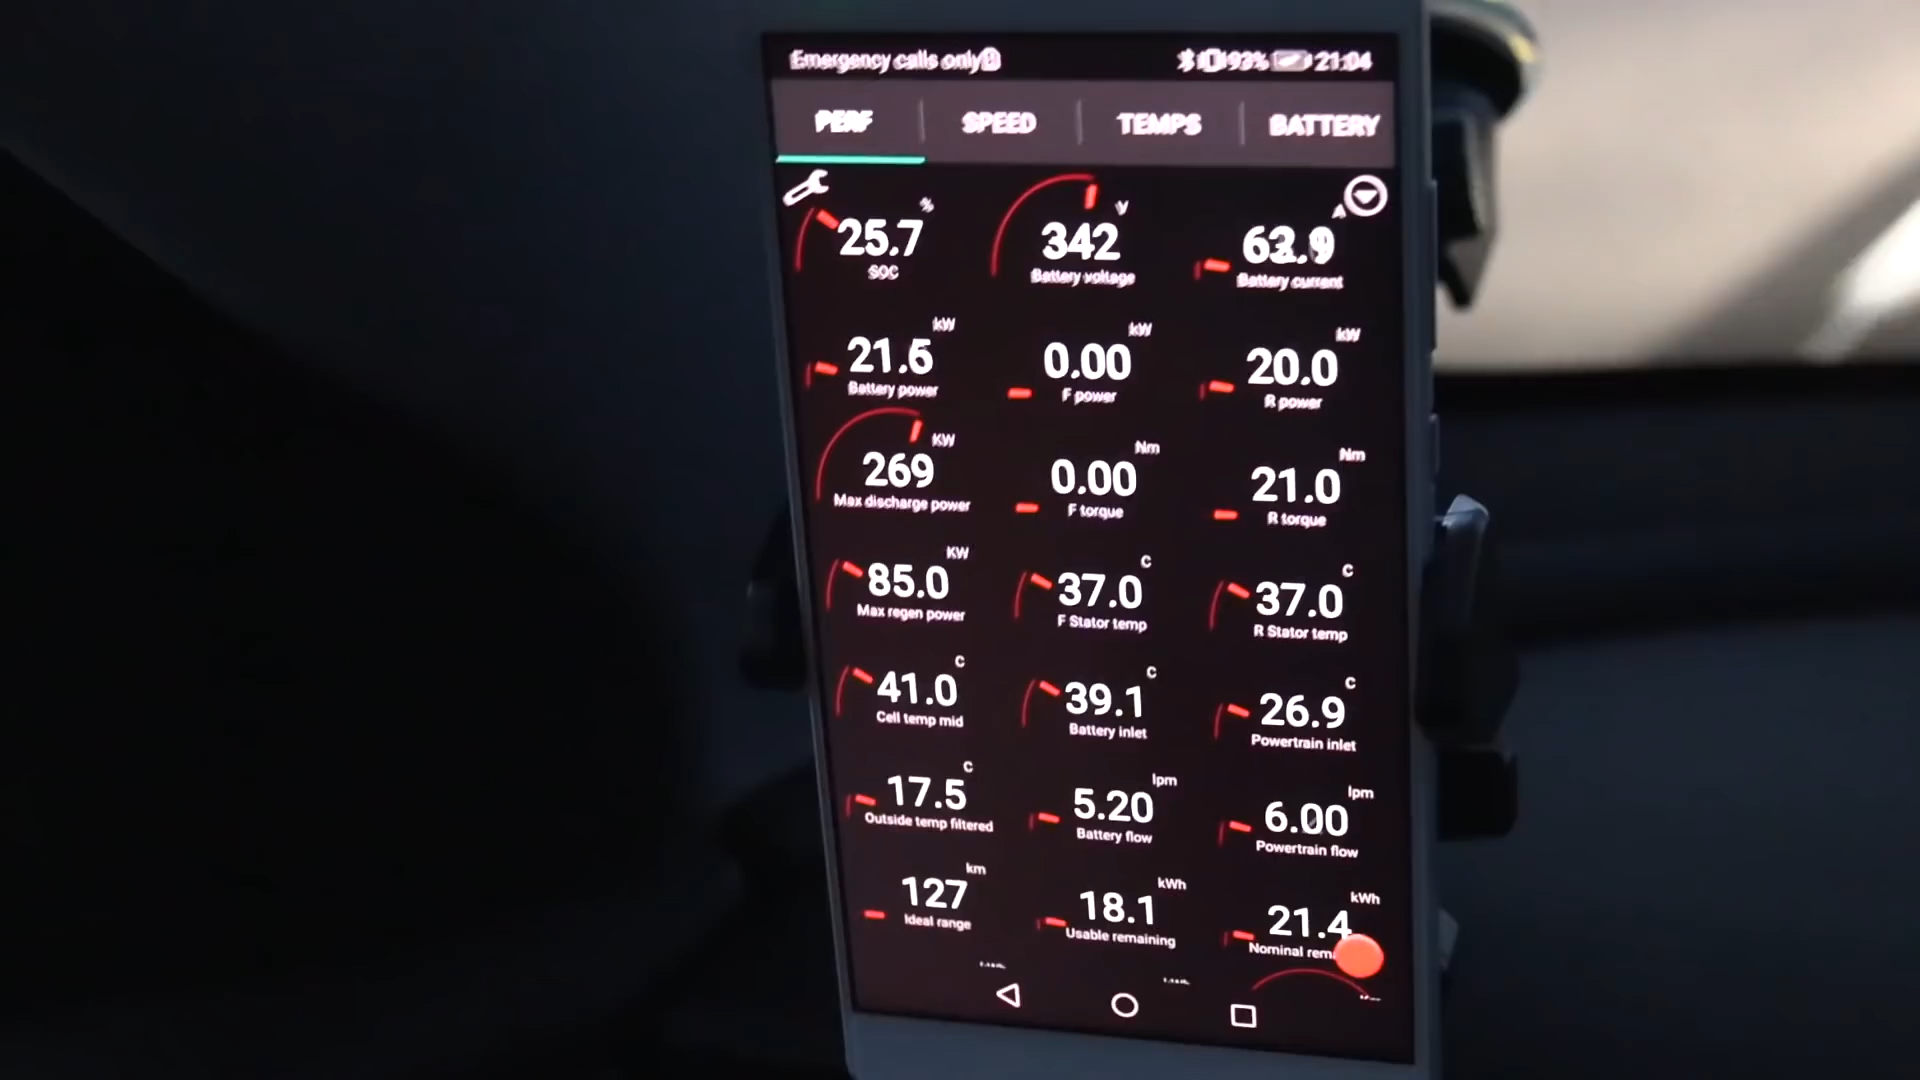 Emergency calls only 93% 21:04
PERF SPEED TEMPS BATTERY
% V A
25.7 342
SOC Battery voltage Battery current
kW kW kW
21.6 0.00 20.0
Battery power F power R power
KW Nm Nm
269 0.00 21.0
Max discharge power F torque R torque
KW C C
85.0 37.0 37.0
Max regen power F Stator temp R Stator temp
C C C
41.0 39.1 26.9
Cell temp mid Battery inlet Powertrain inlet
C lpm lpm
17.5 5.20 6.00
Outside temp filtered Battery flow Powertrain flow
km kWh kWh
127 18.1 21.4
Ideal range Usable remaining Nominal rem